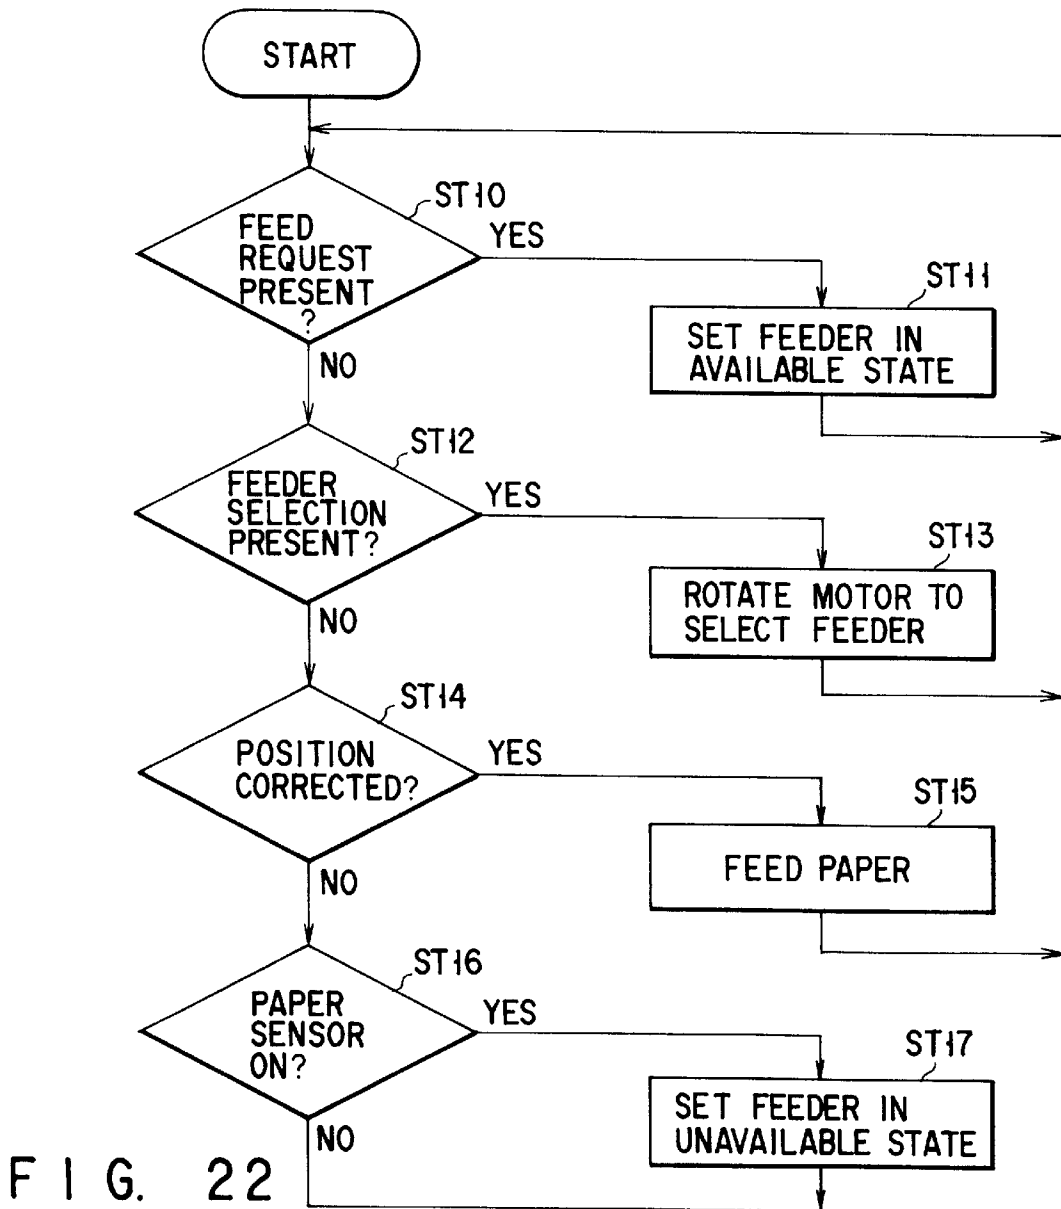 START
ST10
FEED
REQUEST
PRESENT
?
YES
NO
ST11
SET FEEDER IN
AVAILABLE STATE
ST12
FEEDER
SELECTION
PRESENT?
YES
NO
ST13
ROTATE MOTOR TO
SELECT FEEDER
ST14
POSITION
CORRECTED?
YES
NO
ST15
FEED PAPER
ST16
PAPER
SENSOR
ON?
YES
NO
ST17
SET FEEDER IN
UNAVAILABLE STATE
FIG. 22